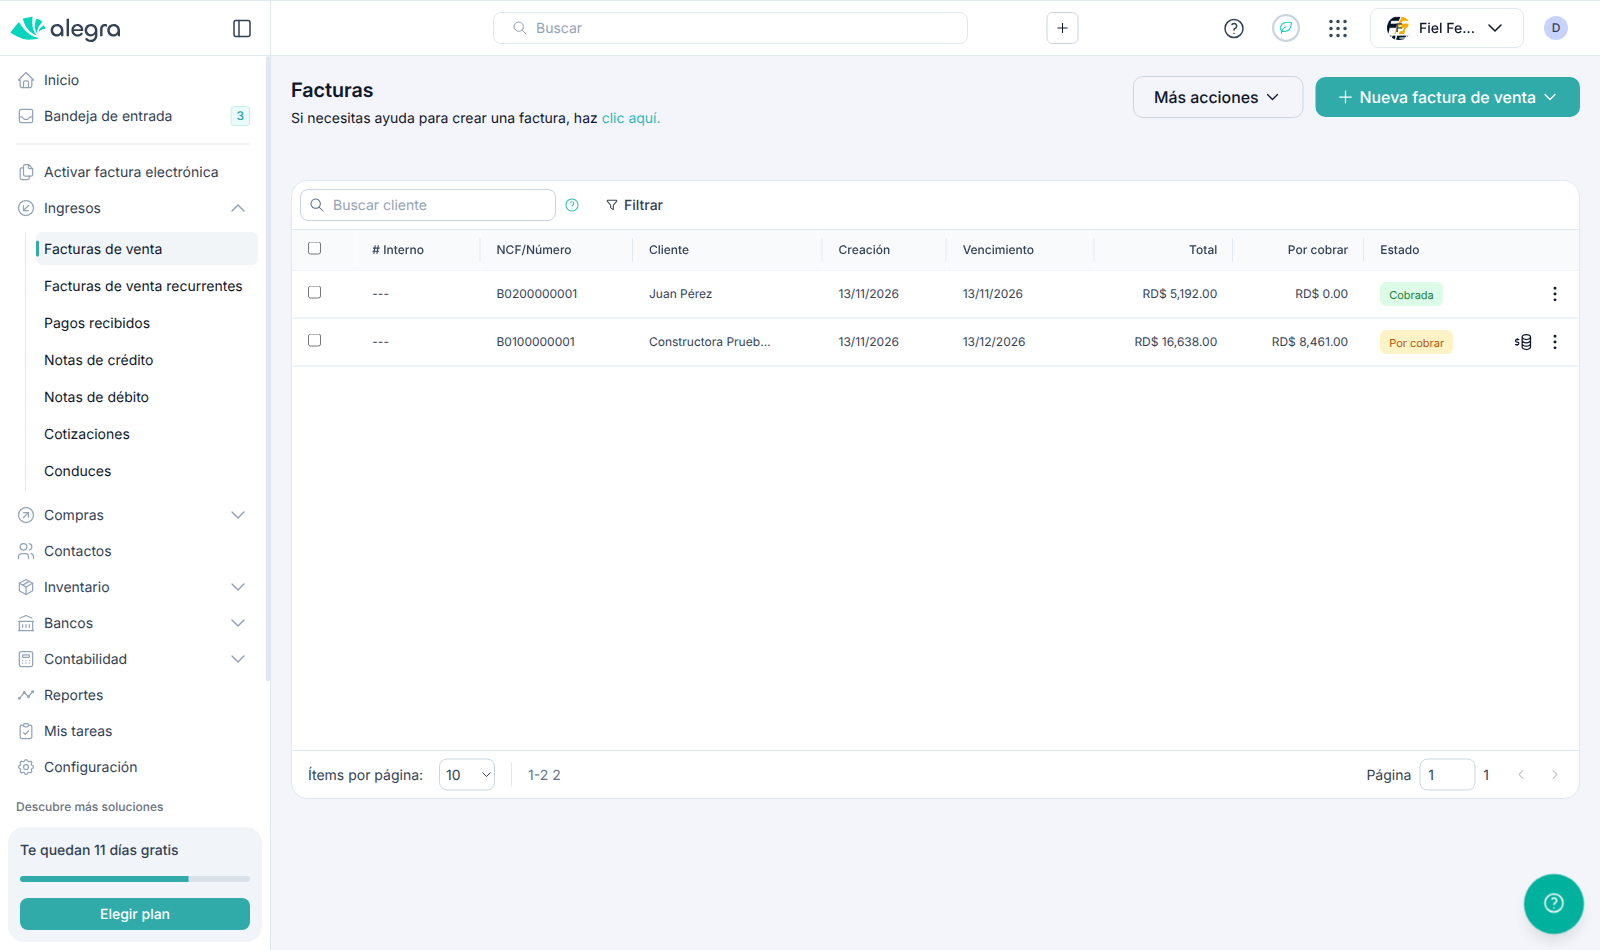 alegra
Buscar
Fiel Fe...
D
Inicio
Bandeja de entrada
3
Activar factura electrónica
Ingresos
Facturas de venta
Facturas de venta recurrentes
Pagos recibidos
Notas de crédito
Notas de débito
Cotizaciones
Conduces
Compras
Contactos
Inventario
Bancos
Contabilidad
Reportes
Mis tareas
Configuración
Descubre más soluciones
Te quedan 11 días gratis
Elegir plan
Facturas
Si necesitas ayuda para crear una factura, haz clic aquí.
Más acciones
+ Nueva factura de venta
Buscar cliente
Filtrar
# Interno NCF/Número Cliente Creación Vencimiento Total Por cobrar Estado
--- B0200000001 Juan Pérez 13/11/2026 13/11/2026 RD$ 5,192.00 RD$ 0.00 Cobrada
--- B0100000001 Constructora Prueb... 13/11/2026 13/12/2026 RD$ 16,638.00 RD$ 8,461.00 Por cobrar
Ítems por página: 10 1-2 2
Página 1 1